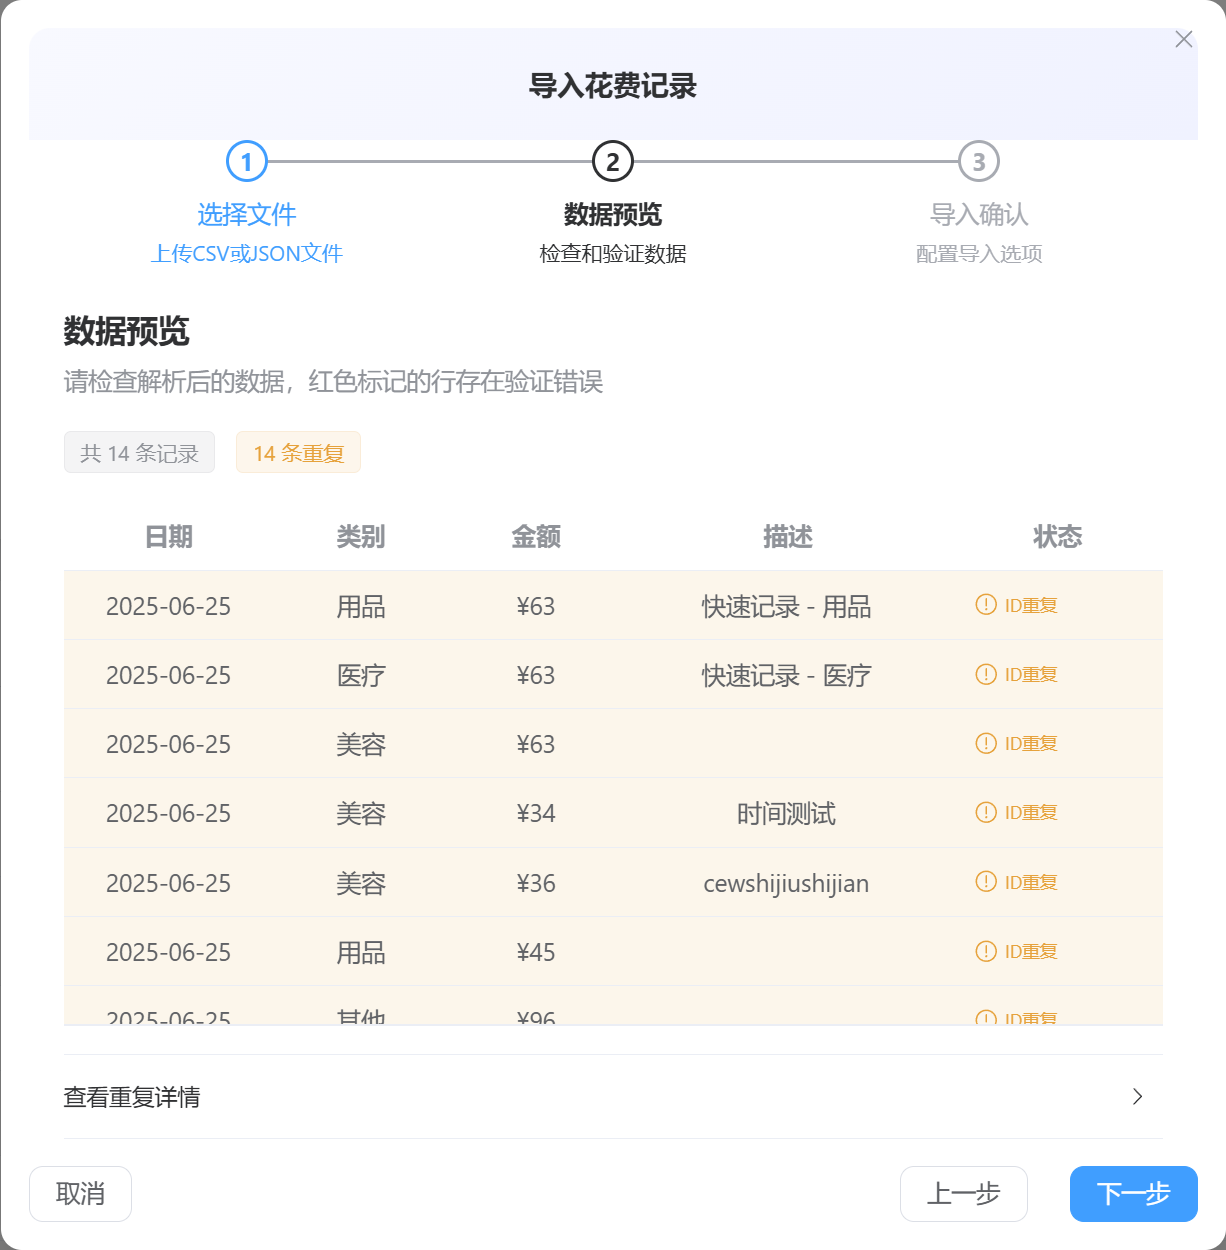 导入花费记录
1 2 3
选择文件 数据预览 导入确认
上传CSV或JSON文件 检查和验证数据 配置导入选项
数据预览
请检查解析后的数据，红色标记的行存在验证错误
共 14 条记录 14 条重复
日期 类别 金额 描述 状态
2025-06-25 用品 ¥63 快速记录 - 用品 ID重复
2025-06-25 医疗 ¥63 快速记录 - 医疗 ID重复
2025-06-25 美容 ¥63 ID重复
2025-06-25 美容 ¥34 时间测试 ID重复
2025-06-25 美容 ¥36 cewshijiushijian ID重复
2025-06-25 用品 ¥45 ID重复
2025-06-25 其他 ¥96 ID重复
查看重复详情
取消 上一步 下一步